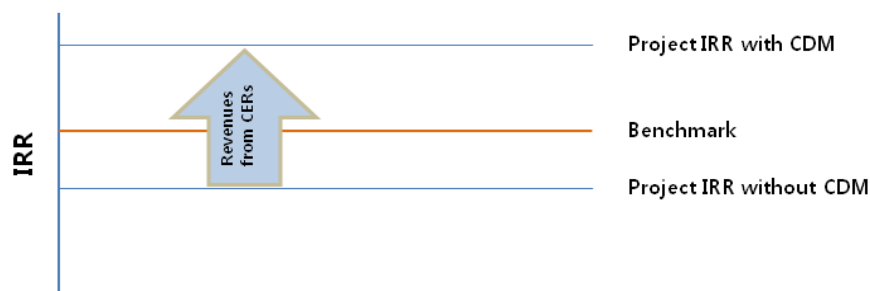 Project IRR with CDM
Revenues
from CERs
Benchmark
IRR
Project IRR without CDM